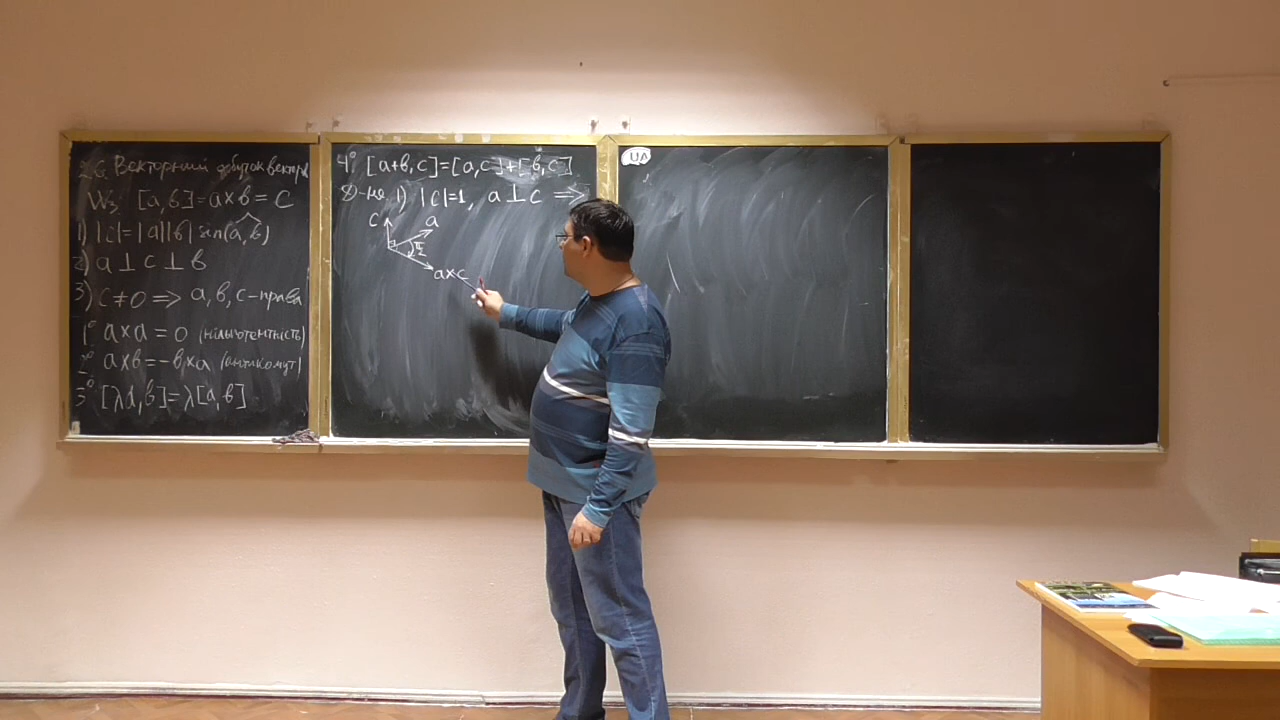 2.6. Векторний добуток векторів
W₃ [a,b]=a×b=c
1) |c|=|a||b| sin(a,^b)
2) a⊥c⊥b
3) c≠0 ⇒ a,b,c-права
1° a×a=0 (нільпотентність)
2° a×b=-b×a (антикомут)
3° [λa,b]=λ[a,b]
4° [a+b,c]=[a,c]+[b,c]
Д-ня 1) |c|=1, a⊥c ⇒
c
a
π/2
a×c
UA